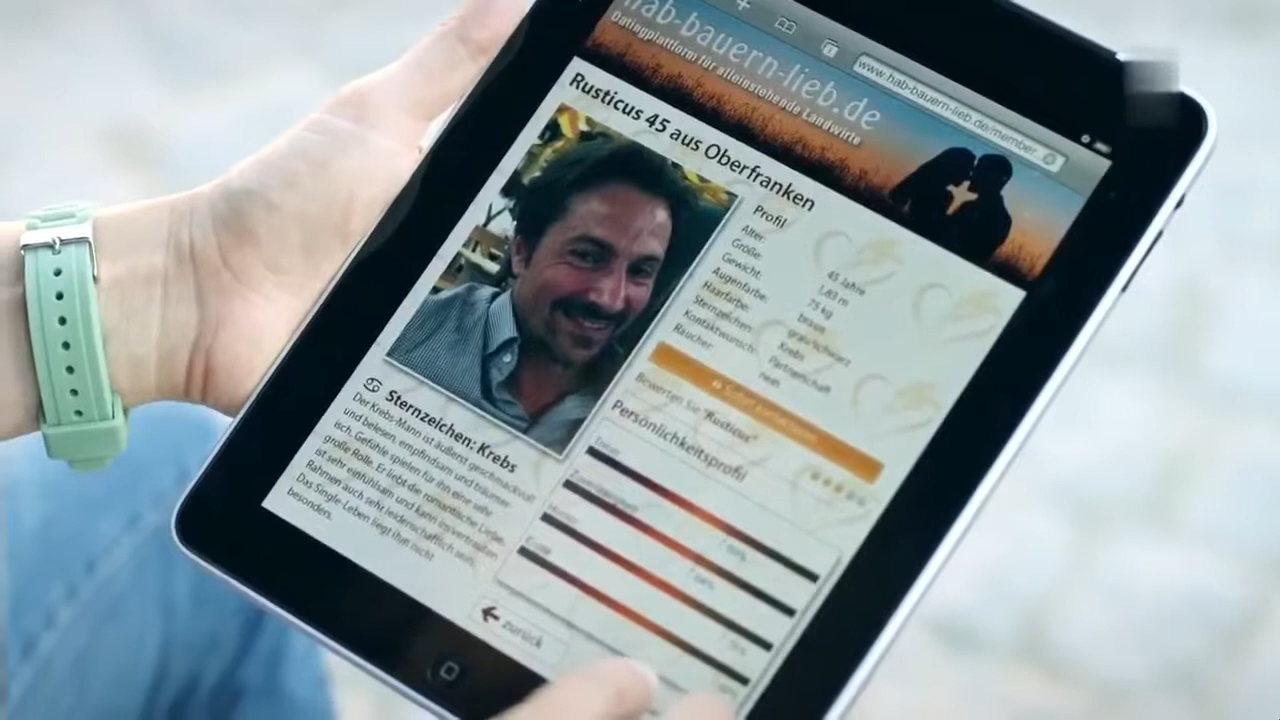 www.hab-bauern-lieb.de/member
hab-bauern-lieb.de
Datingplattform für alleinstehende Landwirte
Rusticus 45 aus Oberfranken
Profil
Alter: 45 Jahre
Größe: 1,83 m
Gewicht: 75 kg
Augenfarbe: braun
Haarfarbe: grau/schwarz
Sternzeichen: Krebs
Kontaktwunsch: Partnerschaft
Raucher: nein
Bewerten Sie "Rusticus"
Persönlichkeitsprofil
Humor
♋ Sternzeichen: Krebs
Der Krebs-Mann ist äußerst geschmackvoll
und belesen, empfindsam und träumer-
isch. Gefühle spielen für ihn eine sehr
große Rolle. Er liebt die romantische Liebe,
ist sehr einfühlsam und kann im vertrauten
Rahmen auch sehr leidenschaftlich sein.
Das Single-Leben liegt ihm nicht
besonders.
zurück